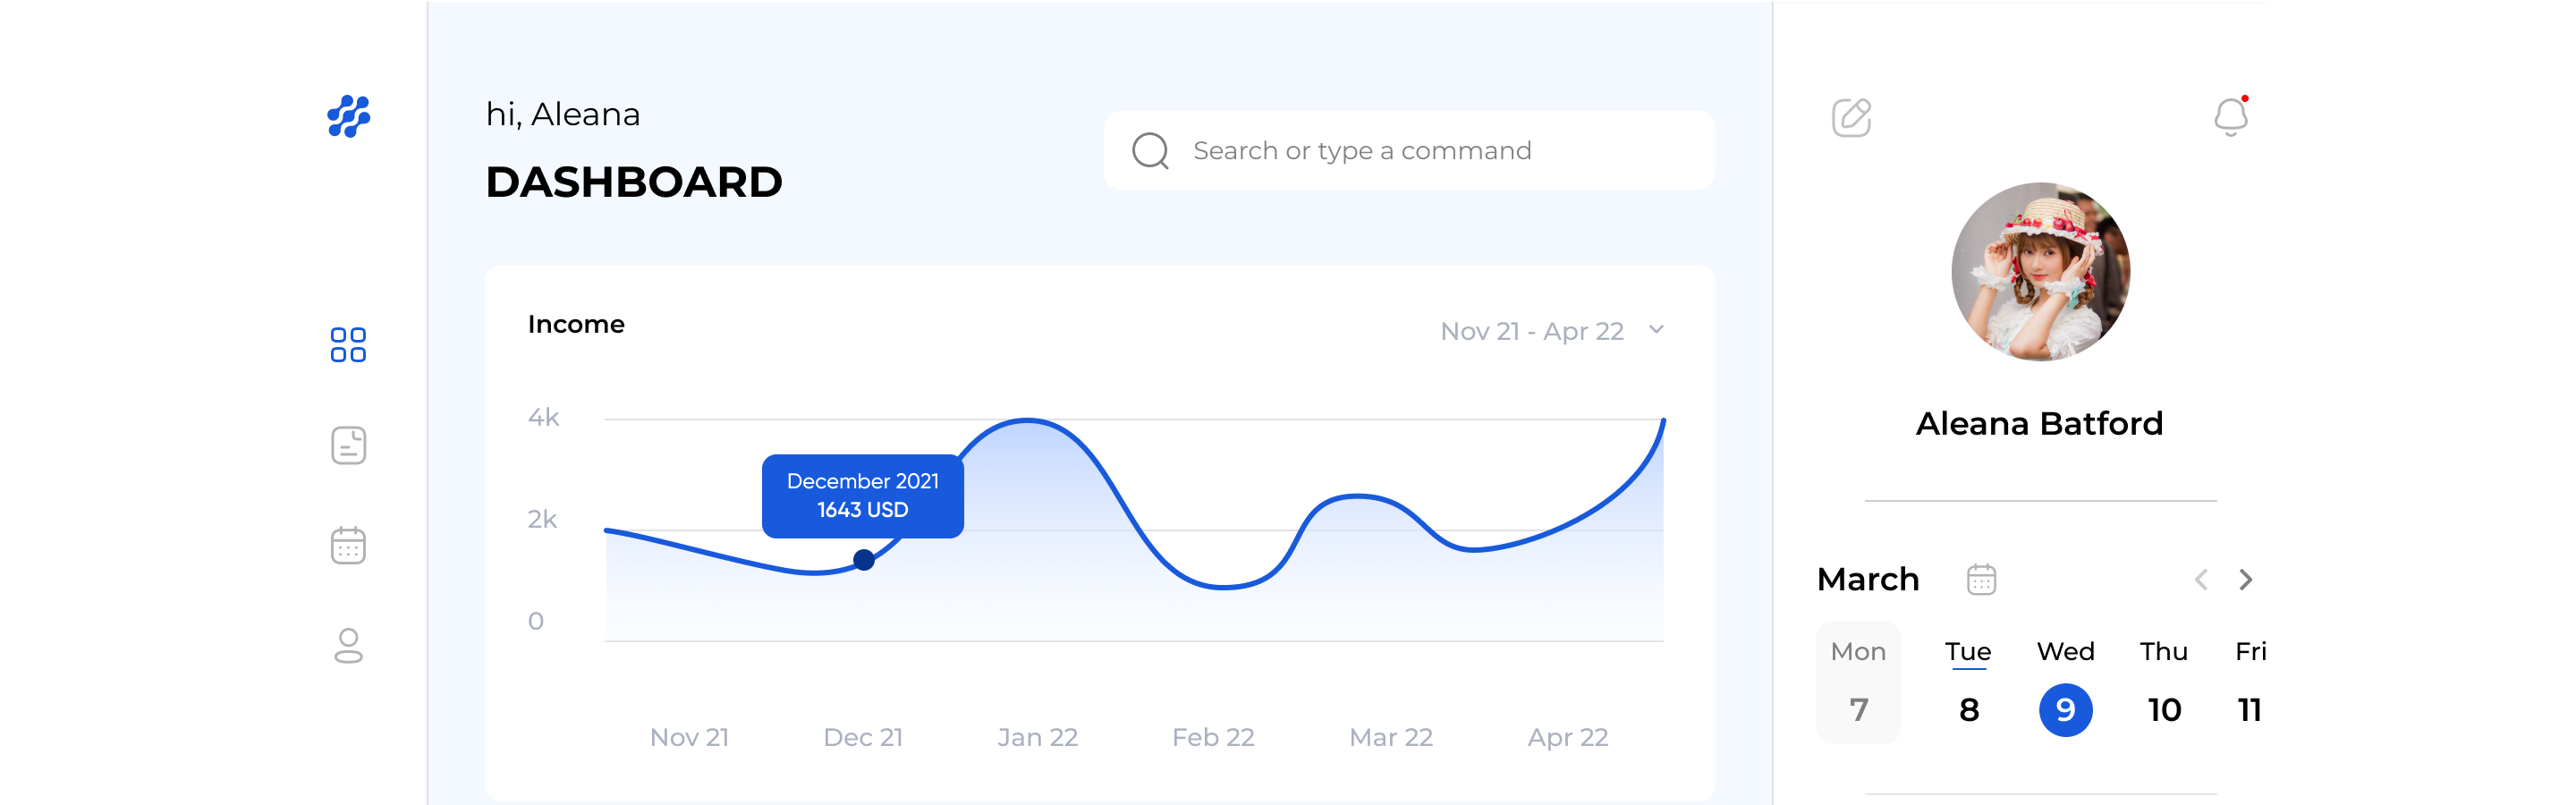 hi, Aleana
DASHBOARD
Search or type a command
Income
Nov 21 - Apr 22
4k
2k
0
December 2021
1643 USD
Nov 21 Dec 21 Jan 22 Feb 22 Mar 22 Apr 22
Aleana Batford
March
Mon Tue Wed Thu Fri
7 8 9 10 11